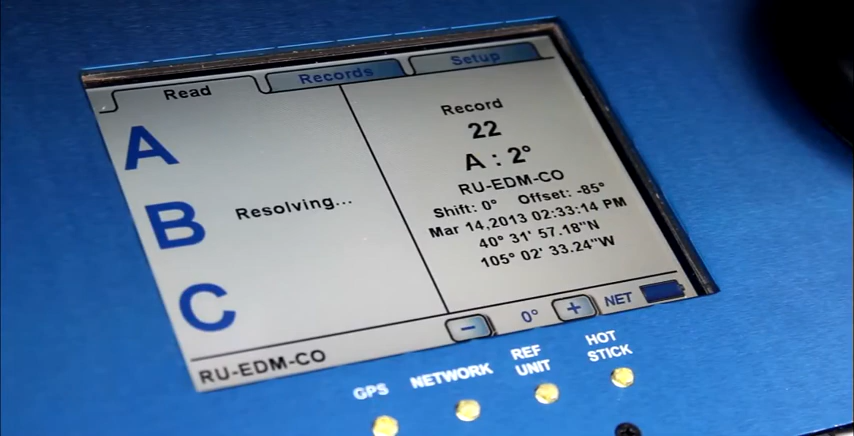 Read
Records
Setup
A
B
C
Resolving...
Record
22
A : 2°
RU-EDM-CO
Shift: 0° Offset: -85°
Mar 14,2013 02:33:14 PM
40° 31' 57.18"N
105° 02' 33.24"W
RU-EDM-CO
− 0° + NET
GPS
NETWORK
REF
UNIT
HOT
STICK